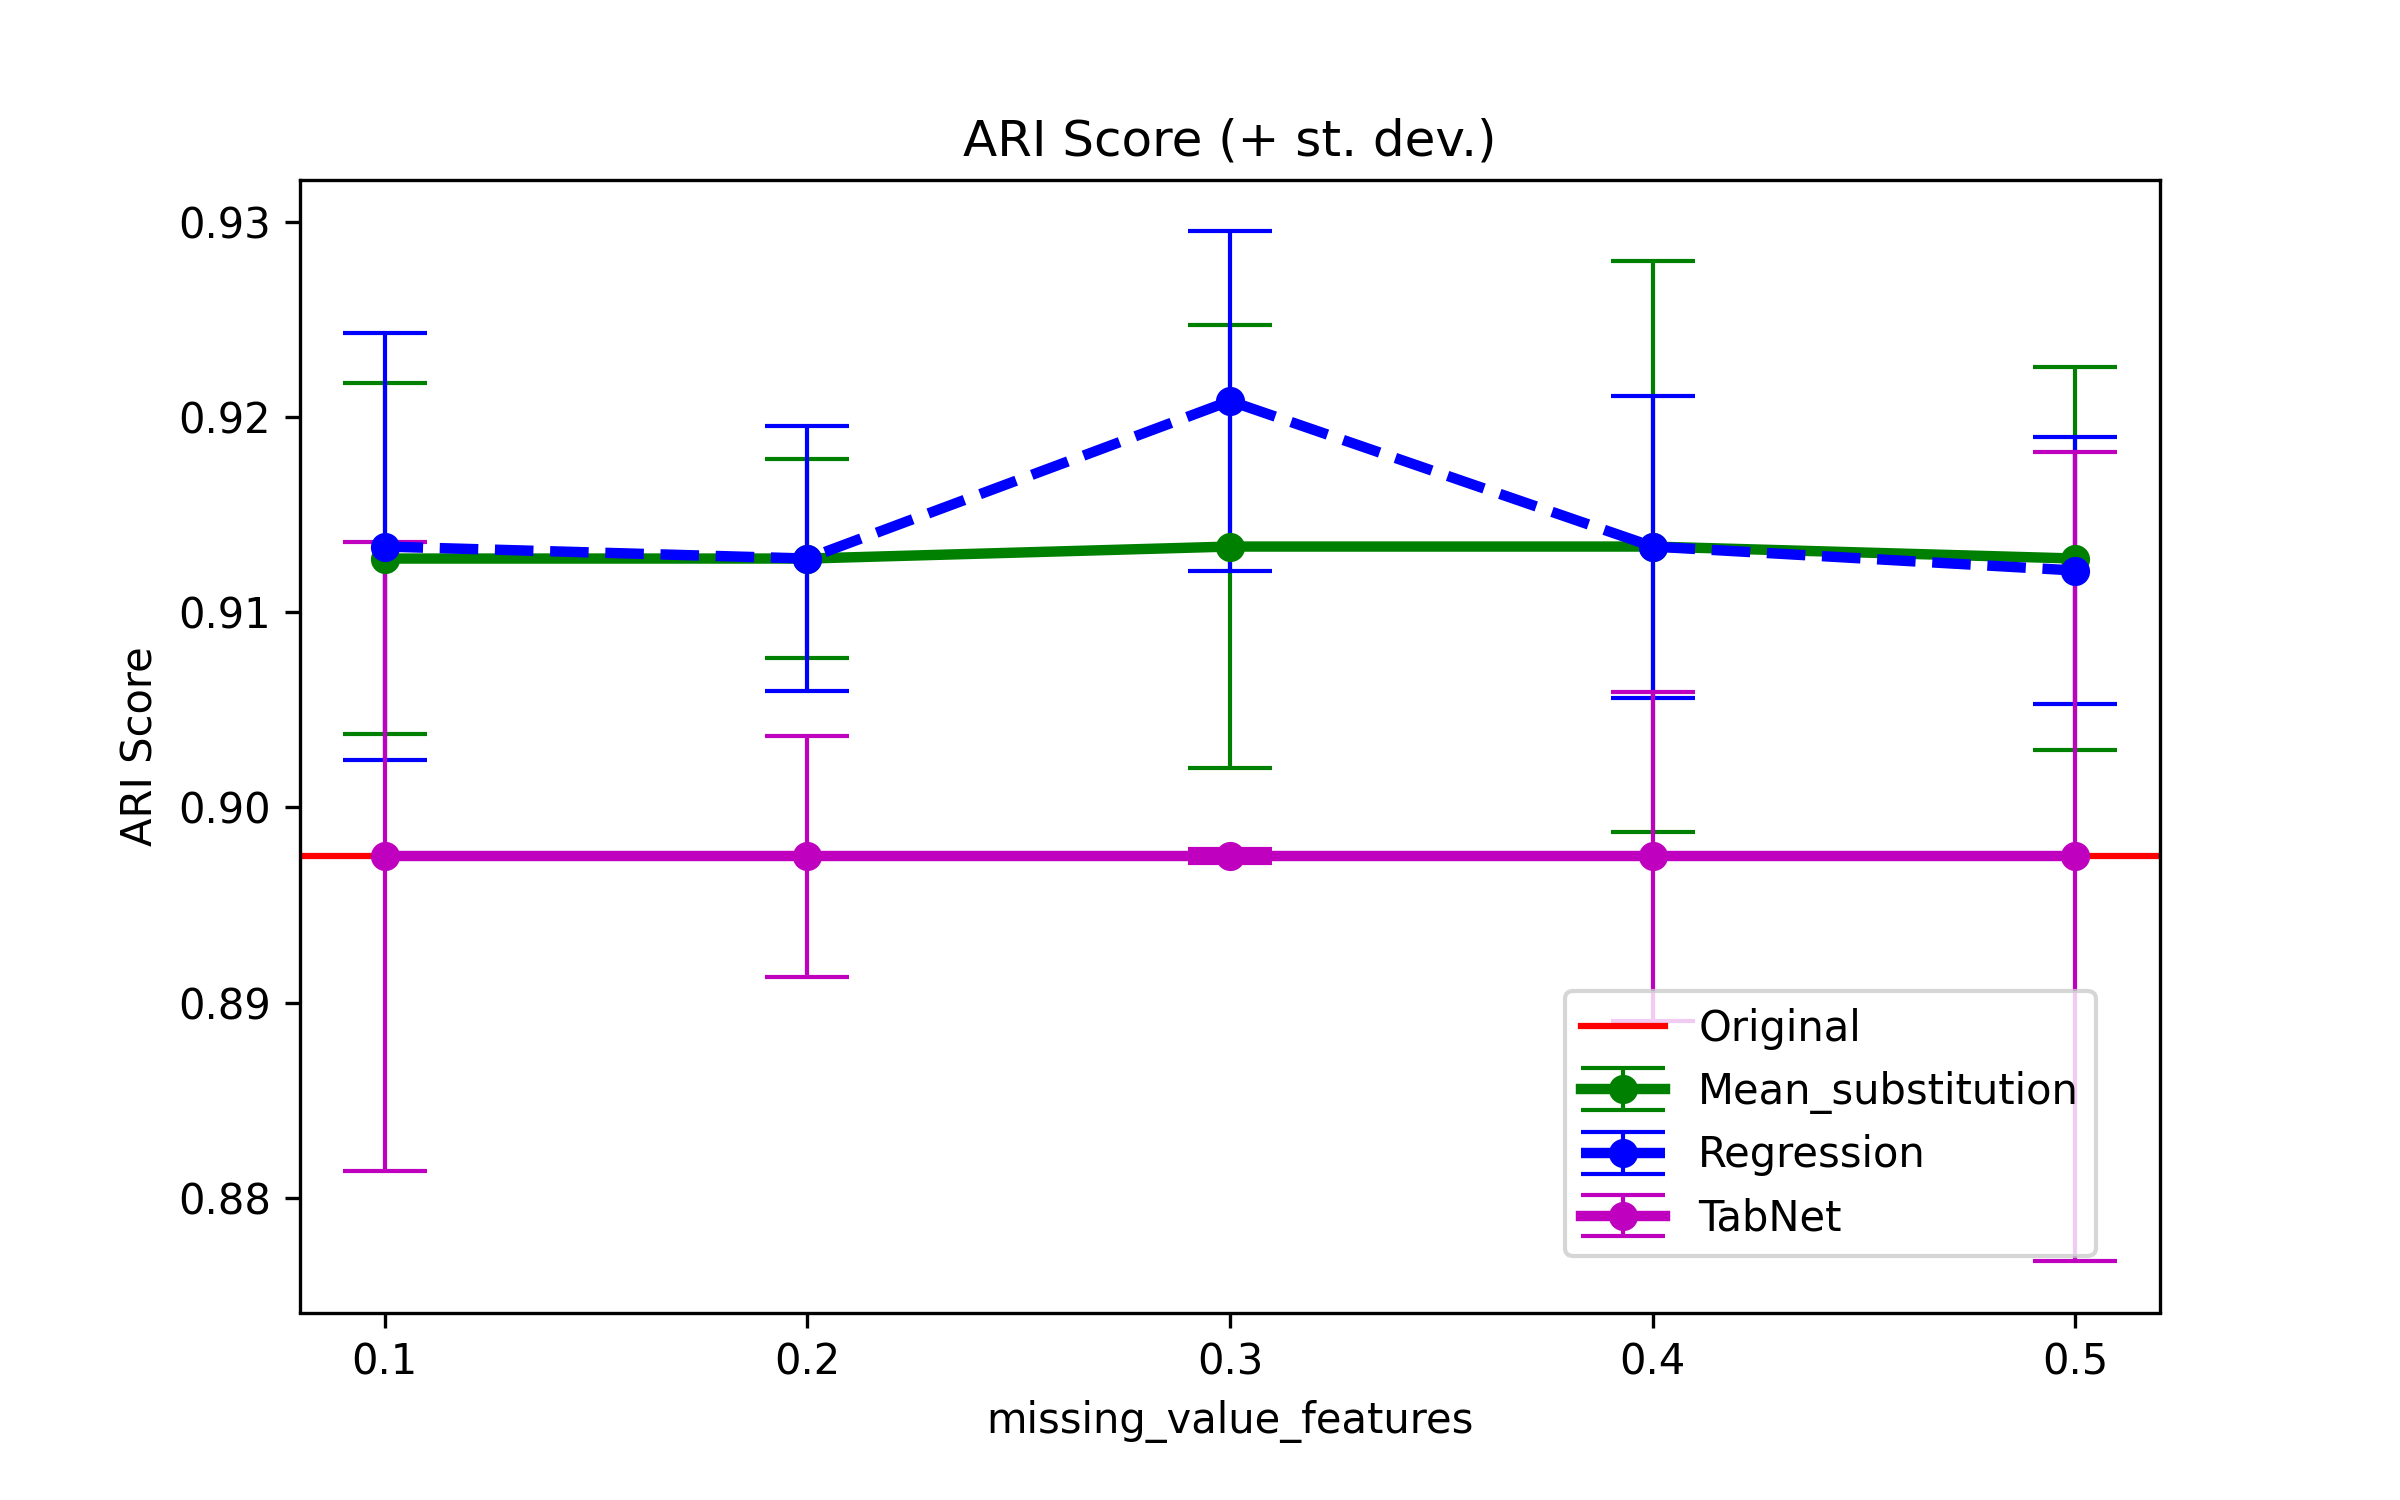 ARI Score (+ st. dev.)
0.93
0.92
0.91
0.90
0.89
0.88
ARI Score
Original
Mean_substitution
Regression
TabNet
0.1 0.2 0.3 0.4 0.5
missing_value_features